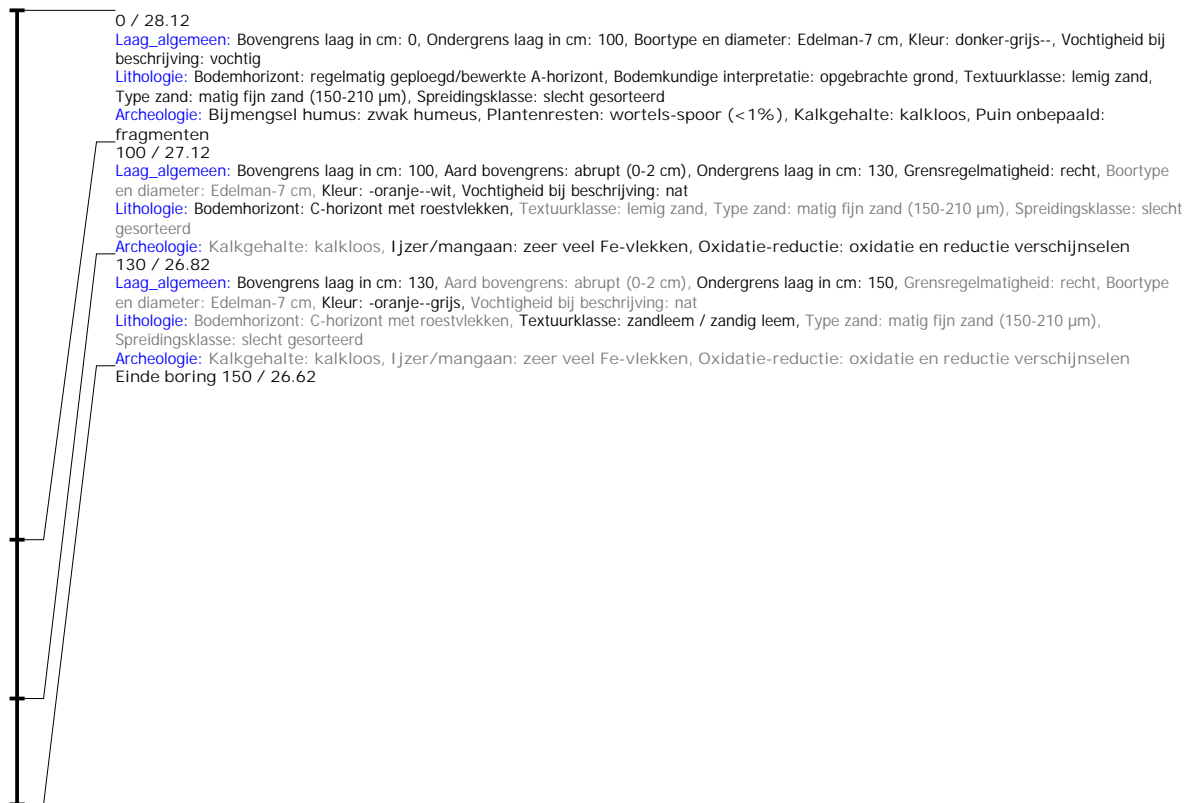 0 / 28.12
Laag_algemeen: Bovengrens laag in cm: 0, Ondergrens laag in cm: 100, Boortype en diameter: Edelman-7 cm, Kleur: donker-grijs--, Vochtigheid bij
beschrijving: vochtig
Lithologie: Bodemhorizont: regelmatig geploegd/bewerkte A-horizont, Bodemkundige interpretatie: opgebrachte grond, Textuurklasse: lemig zand,
Type zand: matig fijn zand (150-210 µm), Spreidingsklasse: slecht gesorteerd
Archeologie: Bijmengsel humus: zwak humeus, Plantenresten: wortels-spoor (<1%), Kalkgehalte: kalkloos, Puin onbepaald:
fragmenten
100 / 27.12
Laag_algemeen: Bovengrens laag in cm: 100, Aard bovengrens: abrupt (0-2 cm), Ondergrens laag in cm: 130, Grensregelmatigheid: recht, Boortype
en diameter: Edelman-7 cm, Kleur: -oranje--wit, Vochtigheid bij beschrijving: nat
Lithologie: Bodemhorizont: C-horizont met roestvlekken, Textuurklasse: lemig zand, Type zand: matig fijn zand (150-210 µm), Spreidingsklasse: slecht
gesorteerd
Archeologie: Kalkgehalte: kalkloos, Ijzer/mangaan: zeer veel Fe-vlekken, Oxidatie-reductie: oxidatie en reductie verschijnselen
130 / 26.82
Laag_algemeen: Bovengrens laag in cm: 130, Aard bovengrens: abrupt (0-2 cm), Ondergrens laag in cm: 150, Grensregelmatigheid: recht, Boortype
en diameter: Edelman-7 cm, Kleur: -oranje--grijs, Vochtigheid bij beschrijving: nat
Lithologie: Bodemhorizont: C-horizont met roestvlekken, Textuurklasse: zandleem / zandig leem, Type zand: matig fijn zand (150-210 µm),
Spreidingsklasse: slecht gesorteerd
Archeologie: Kalkgehalte: kalkloos, Ijzer/mangaan: zeer veel Fe-vlekken, Oxidatie-reductie: oxidatie en reductie verschijnselen
Einde boring 150 / 26.62